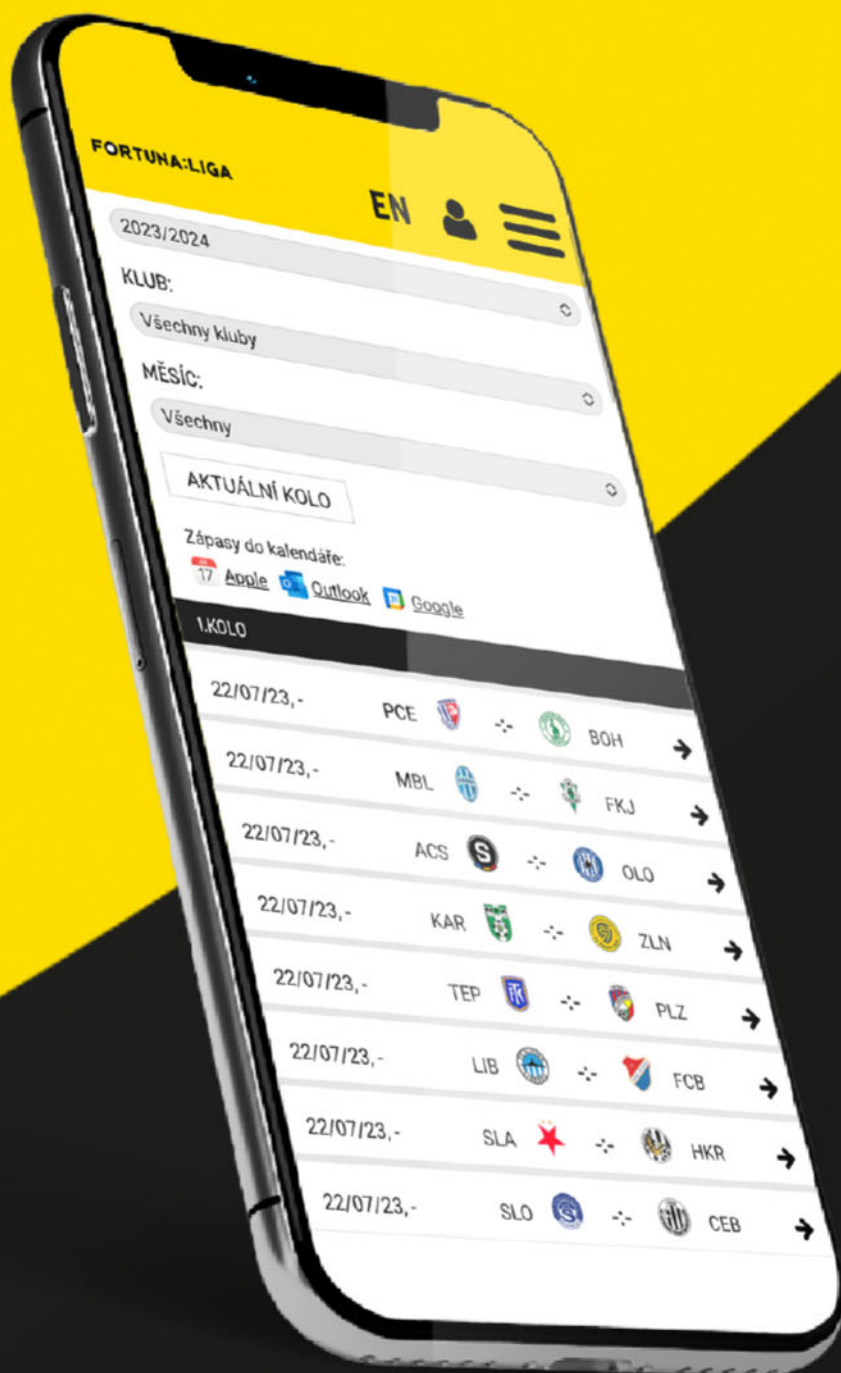 FORTUNA:LIGA
EN
2023/2024
KLUB:
Všechny kluby
MĚSÍC:
Všechny
AKTUÁLNÍ KOLO
Zápasy do kalendáře:
17 Apple Outlook Google
1.KOLO
22/07/23,- PCE -:- BOH
22/07/23,- MBL -:- FKJ
22/07/23,- ACS -:- OLO
22/07/23,- KAR -:- ZLN
22/07/23,- TEP -:- PLZ
22/07/23,- LIB -:- FCB
22/07/23,- SLA -:- HKR
22/07/23,- SLO -:- CEB